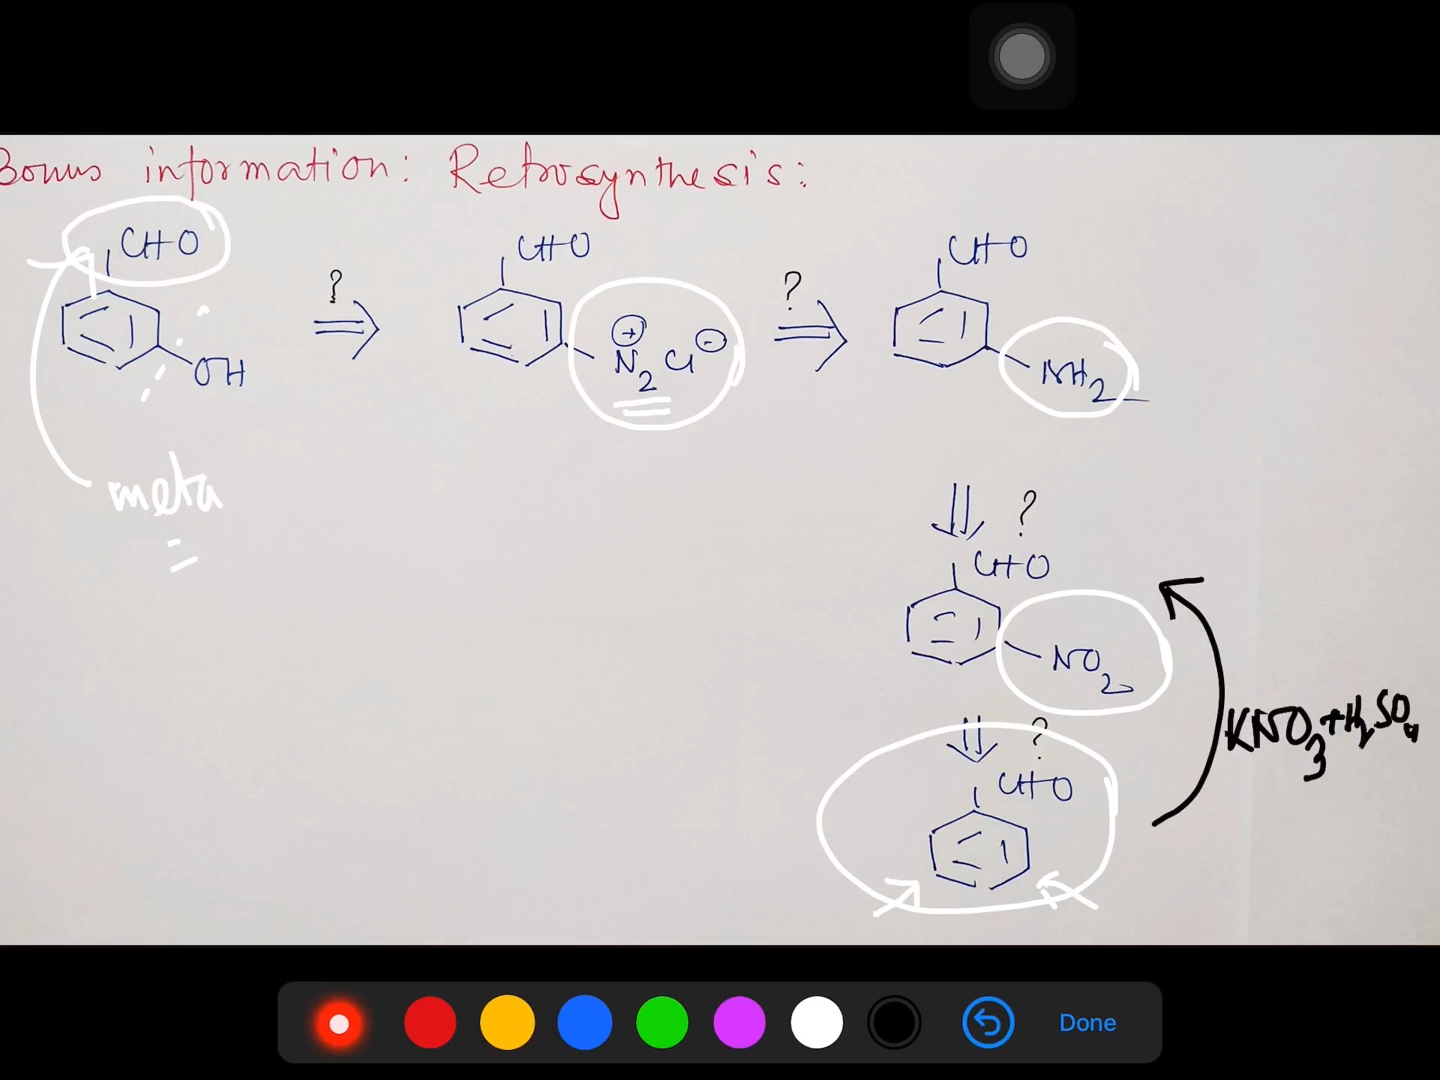 Bonus information: Retrosynthesis:
CHO
OH
?
CHO
N2 Cl
+
-
?
CHO
NH2
meta
?
CHO
NO2
KNO3+H2SO4
?
CHO
Done